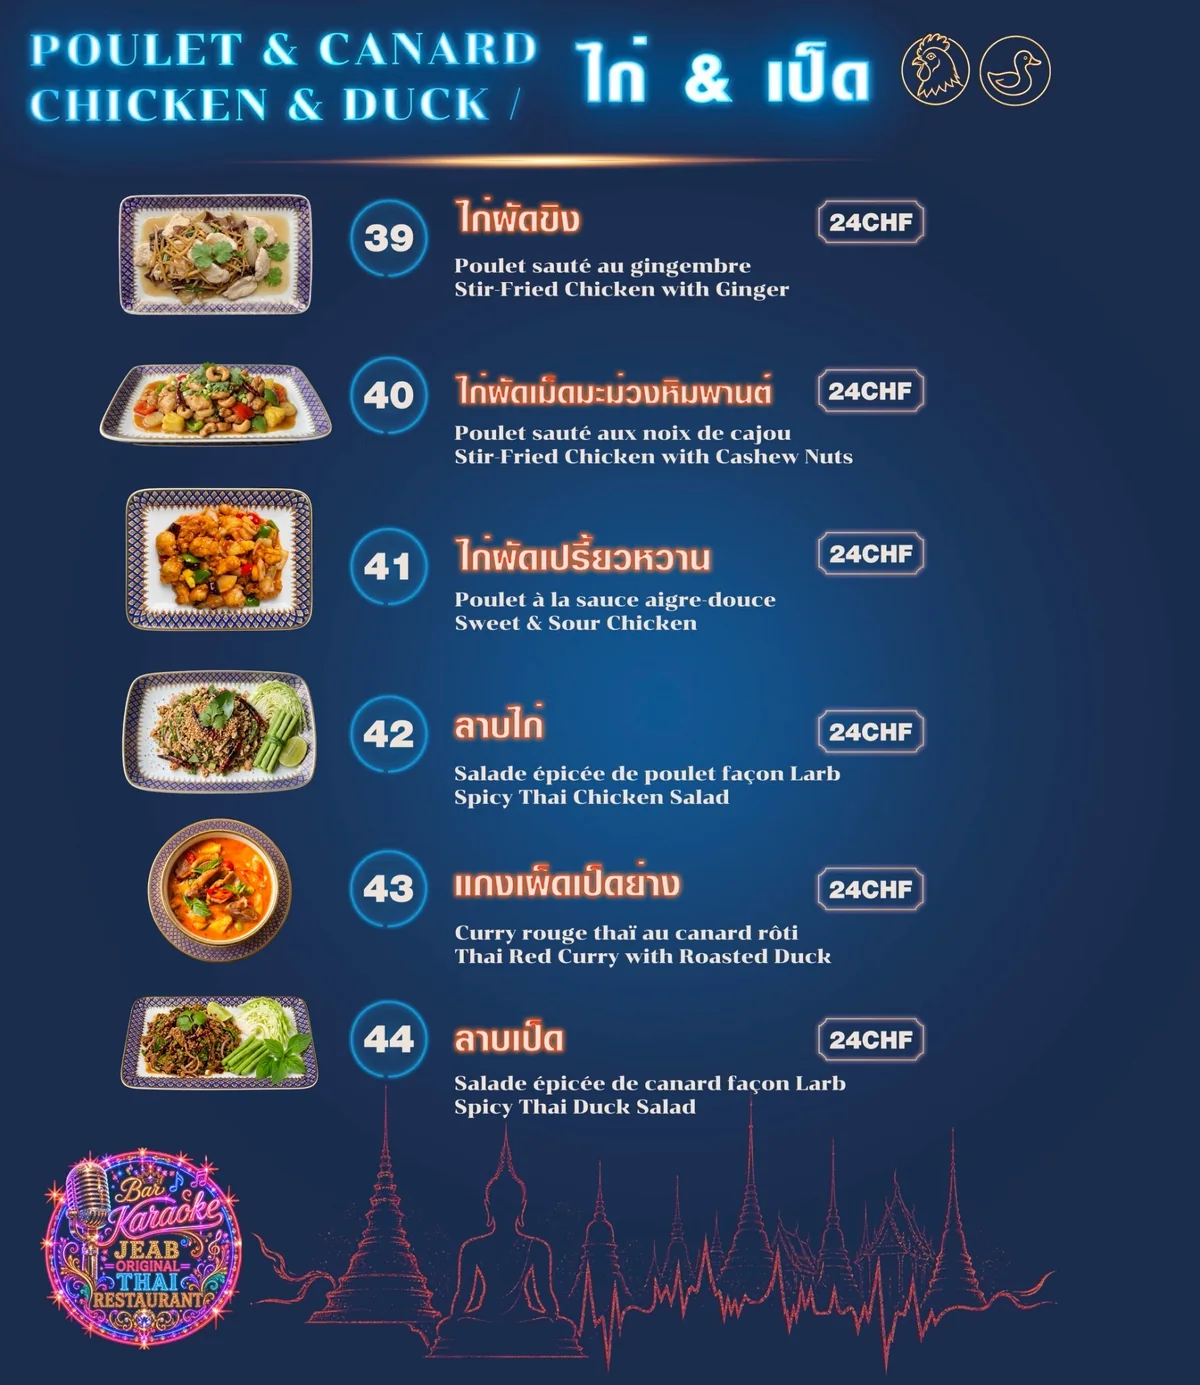 POULET & CANARD
CHICKEN & DUCK /
ไก่ & เป็ด
39
ไก่ผัดขิง
24CHF
Poulet sauté au gingembre
Stir-Fried Chicken with Ginger
40
ไก่ผัดเม็ดมะม่วงหิมพานต์
24CHF
Poulet sauté aux noix de cajou
Stir-Fried Chicken with Cashew Nuts
41
ไก่ผัดเปรี้ยวหวาน
24CHF
Poulet à la sauce aigre-douce
Sweet & Sour Chicken
42
ลาบไก่
24CHF
Salade épicée de poulet façon Larb
Spicy Thai Chicken Salad
43
แกงเผ็ดเป็ดย่าง
24CHF
Curry rouge thaï au canard rôti
Thai Red Curry with Roasted Duck
44
ลาบเป็ด
24CHF
Salade épicée de canard façon Larb
Spicy Thai Duck Salad
Bar
Karaoke
JEAB
ORIGINAL
THAI
RESTAURANT